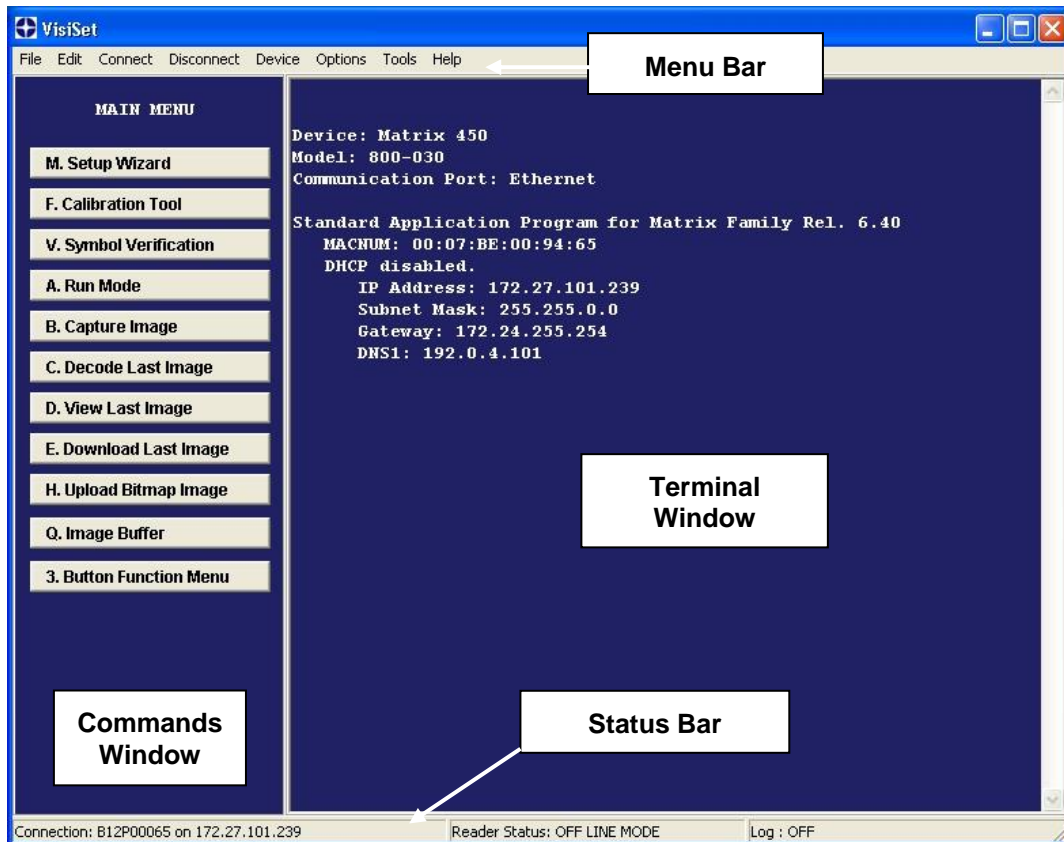 VisiSet
File Edit Connect Disconnect Device Options Tools Help
Menu Bar
MAIN MENU
M. Setup Wizard
F. Calibration Tool
V. Symbol Verification
A. Run Mode
B. Capture Image
C. Decode Last Image
D. View Last Image
E. Download Last Image
H. Upload Bitmap Image
Q. Image Buffer
3. Button Function Menu
Commands
Window
Device: Matrix 450
Model: 800-030
Communication Port: Ethernet
Standard Application Program for Matrix Family Rel. 6.40
MACNUM: 00:07:BE:00:94:65
DHCP disabled.
IP Address: 172.27.101.239
Subnet Mask: 255.255.0.0
Gateway: 172.24.255.254
DNS1: 192.0.4.101
Terminal
Window
Status Bar
Connection: B12P00065 on 172.27.101.239
Reader Status: OFF LINE MODE
Log : OFF